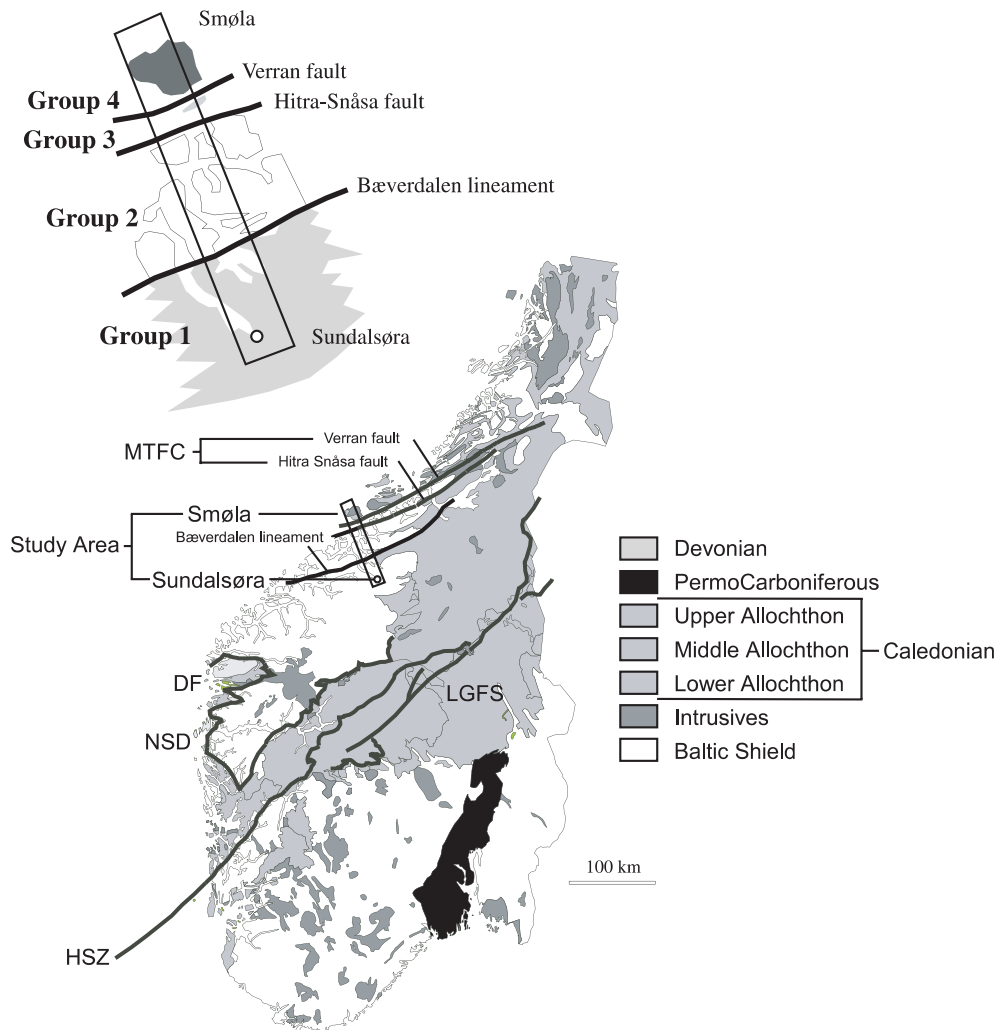 Smøla
Verran fault
Group 4
Hitra-Snåsa fault
Group 3
Bæverdalen lineament
Group 2
Group 1
Sundalsøra
MTFC
Verran fault
Hitra Snåsa fault
Smøla
Study Area
Bæverdalen lineament
Sundalsøra
Devonian
PermoCarboniferous
Upper Allochthon
Middle Allochthon
Caledonian
Lower Allochthon
Intrusives
Baltic Shield
DF
LGFS
NSD
100 km
HSZ